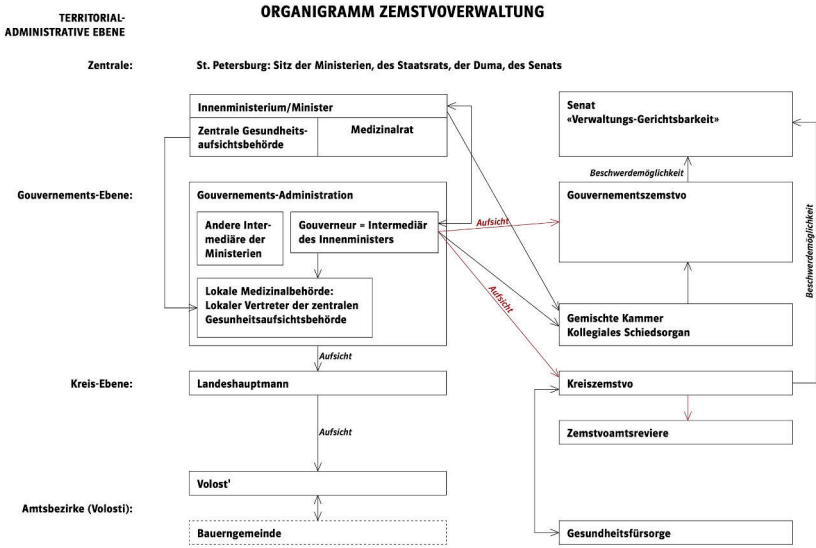 ORGANIGRAMM ZEMSTVOVERWALTUNG
TERRITORIAL-
ADMINISTRATIVE EBENE
Zentrale:
St. Petersburg: Sitz der Ministerien, des Staatsrats, der Duma, des Senats
Innenministerium/Minister
Zentrale Gesundheits-
aufsichtsbehörde
Medizinalrat
Senat
«Verwaltungs-Gerichtsbarkeit»
Beschwerdemöglichkeit
Gouvernements-Ebene:
Gouvernements-Administration
Andere Inter-
mediäre der
Ministerien
Gouverneur = Intermediär
des Innenministers
Aufsicht
Gouvernementszemstvo
Beschwerdemöglichkeit
Lokale Medizinalbehörde:
Lokaler Vertreter der zentralen
Gesunheitsaufsichtsbehörde
Aufsicht
Gemischte Kammer
Kollegiales Schiedsorgan
Aufsicht
Kreis-Ebene:
Landeshauptmann
Kreiszemstvo
Aufsicht
Zemstvoamtsreviere
Volost'
Amtsbezirke (Volosti):
Bauerngemeinde
Gesundheitsfürsorge